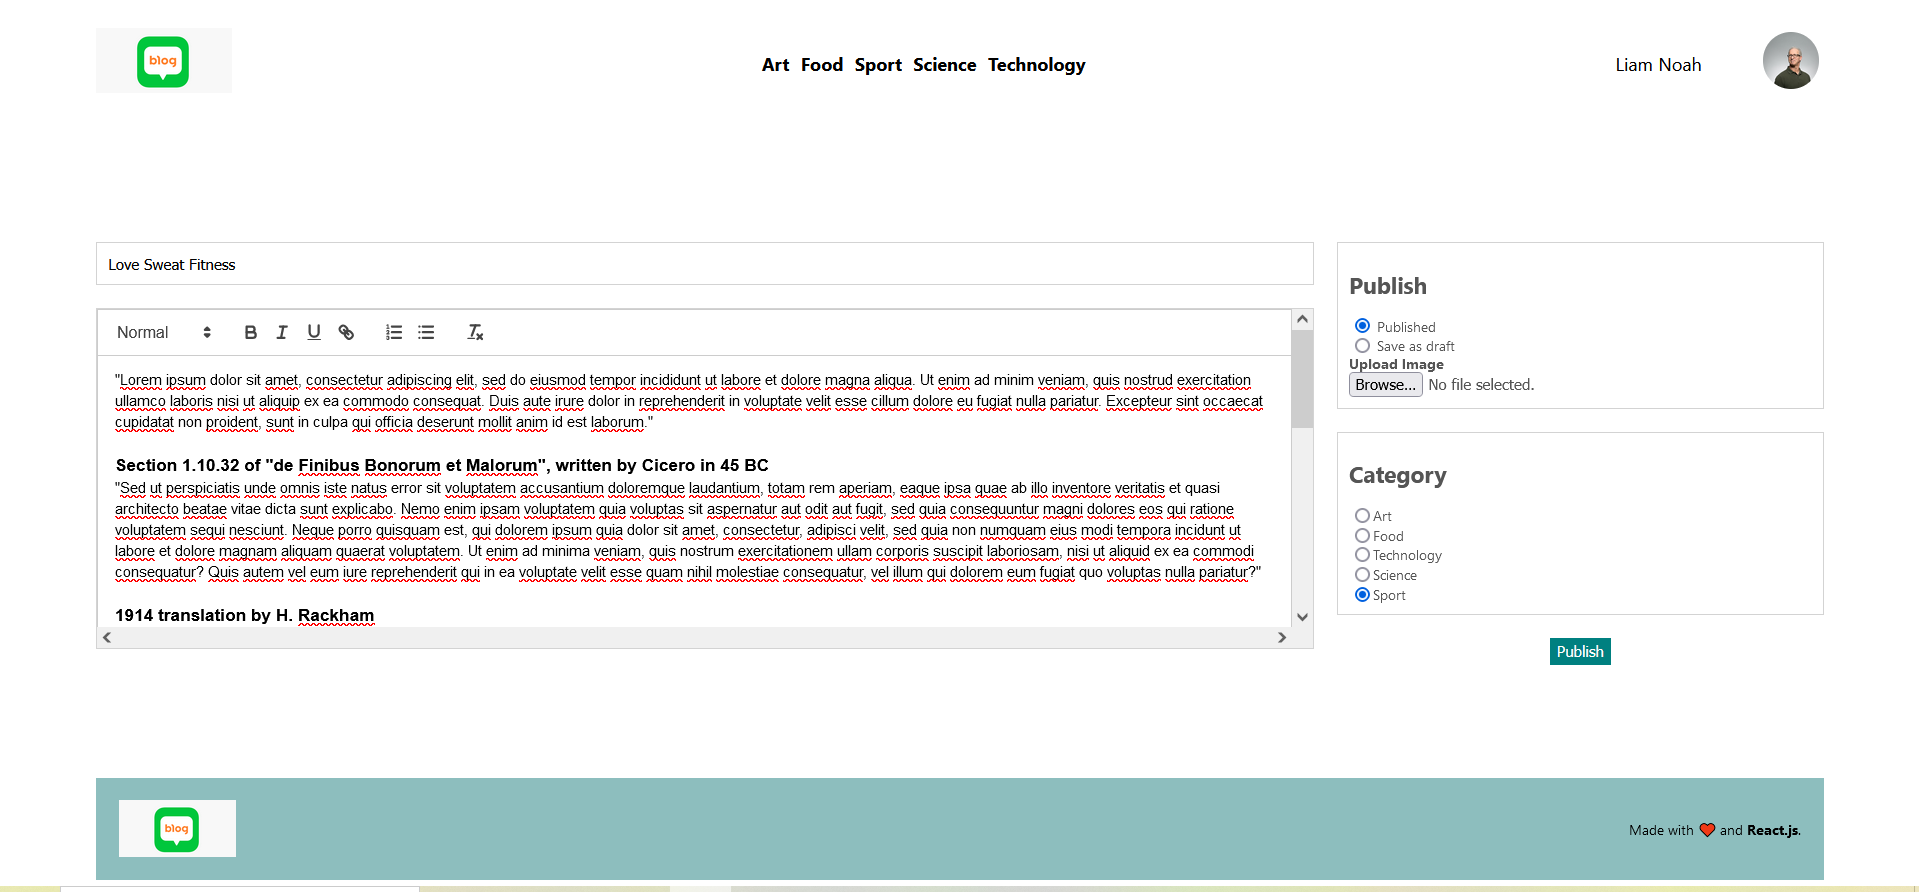 blog
Art Food Sport Science Technology
Liam Noah
Love Sweat Fitness
Normal
"Lorem ipsum dolor sit amet, consectetur adipiscing elit, sed do eiusmod tempor incididunt ut labore et dolore magna aliqua. Ut enim ad minim veniam, quis nostrud exercitation
ullamco laboris nisi ut aliquip ex ea commodo consequat. Duis aute irure dolor in reprehenderit in voluptate velit esse cillum dolore eu fugiat nulla pariatur. Excepteur sint occaecat
cupidatat non proident, sunt in culpa qui officia deserunt mollit anim id est laborum."
Section 1.10.32 of "de Finibus Bonorum et Malorum", written by Cicero in 45 BC
"Sed ut perspiciatis unde omnis iste natus error sit voluptatem accusantium doloremque laudantium, totam rem aperiam, eaque ipsa quae ab illo inventore veritatis et quasi
architecto beatae vitae dicta sunt explicabo. Nemo enim ipsam voluptatem quia voluptas sit aspernatur aut odit aut fugit, sed quia consequuntur magni dolores eos qui ratione
voluptatem sequi nesciunt. Neque porro quisquam est, qui dolorem ipsum quia dolor sit amet, consectetur, adipisci velit, sed quia non numquam eius modi tempora incidunt ut
labore et dolore magnam aliquam quaerat voluptatem. Ut enim ad minima veniam, quis nostrum exercitationem ullam corporis suscipit laboriosam, nisi ut aliquid ex ea commodi
consequatur? Quis autem vel eum iure reprehenderit qui in ea voluptate velit esse quam nihil molestiae consequatur, vel illum qui dolorem eum fugiat quo voluptas nulla pariatur?"
1914 translation by H. Rackham
Publish
Published
Save as draft
Upload Image
Browse... No file selected.
Category
Art
Food
Technology
Science
Sport
Publish
blog
Made with ❤️ and React.js.